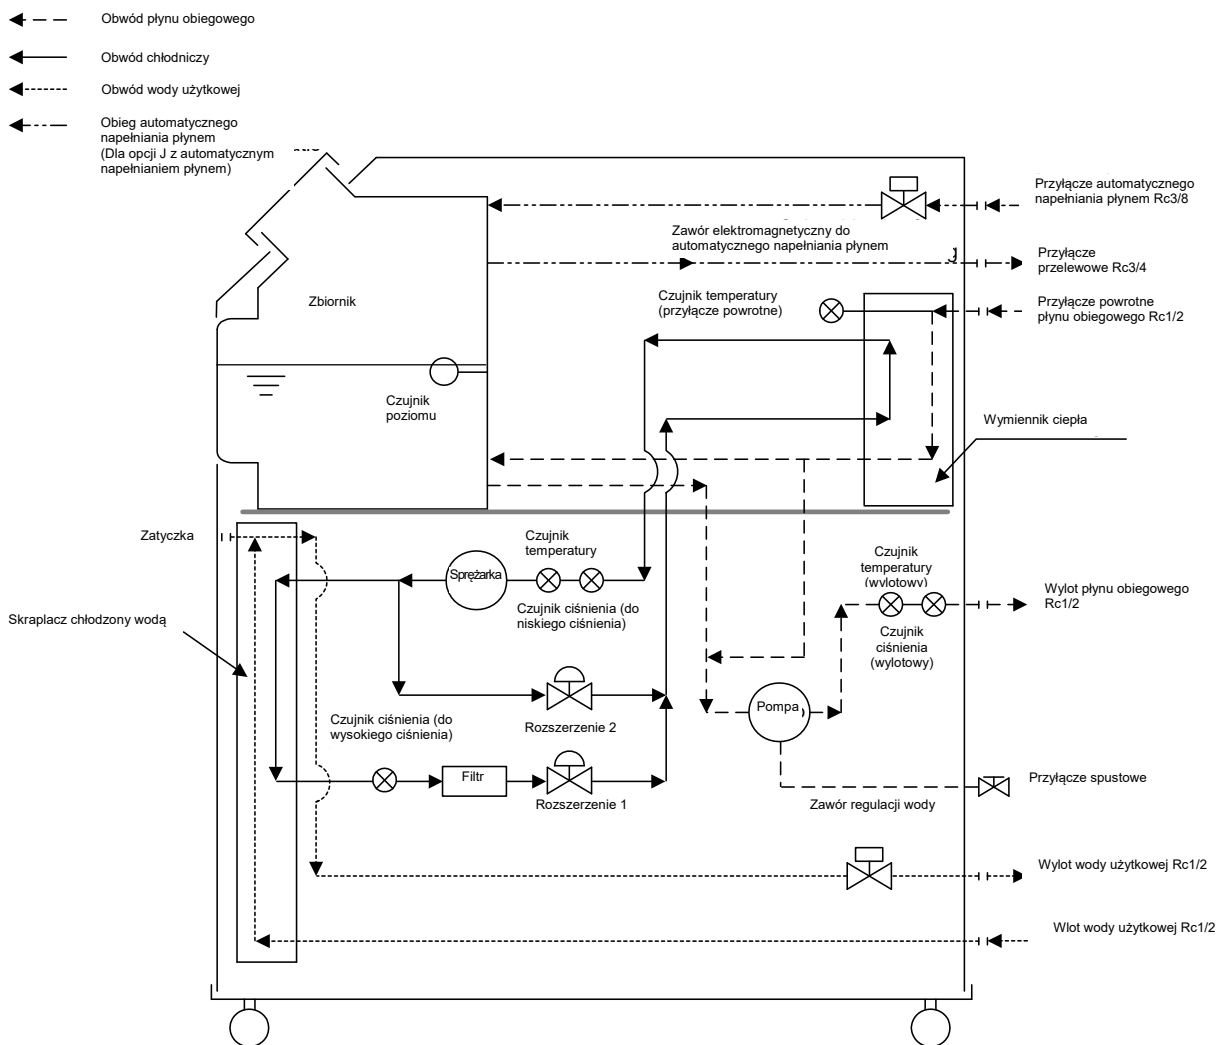 Obwód płynu obiegowego
Obwód chłodniczy
Obwód wody użytkowej
Obieg automatycznego
napełniania płynem
(Dla opcji J z automatycznym
napełnianiem płynem)
Przyłącze automatycznego
napełniania płynem Rc3/8
Zawór elektromagnetyczny do
automatycznego napełniania płynem
Przyłącze
przelewowe Rc3/4
Zbiornik
Czujnik temperatury
(przyłącze powrotne)
Przyłącze powrotne
płynu obiegowego Rc1/2
Czujnik
poziomu
Wymiennik ciepła
Zatyczka
Czujnik
temperatury
Sprężarka
Czujnik ciśnienia (do
niskiego ciśnienia)
Czujnik
temperatury
(wylotowy)
Wylot płynu obiegowego
Rc1/2
Czujnik
ciśnienia
(wylotowy)
Skraplacz chłodzony wodą
Czujnik ciśnienia (do
wysokiego ciśnienia)
Rozszerzenie 2
Pompa
Filtr
Rozszerzenie 1
Zawór regulacji wody
Przyłącze spustowe
Wylot wody użytkowej Rc1/2
Wlot wody użytkowej Rc1/2